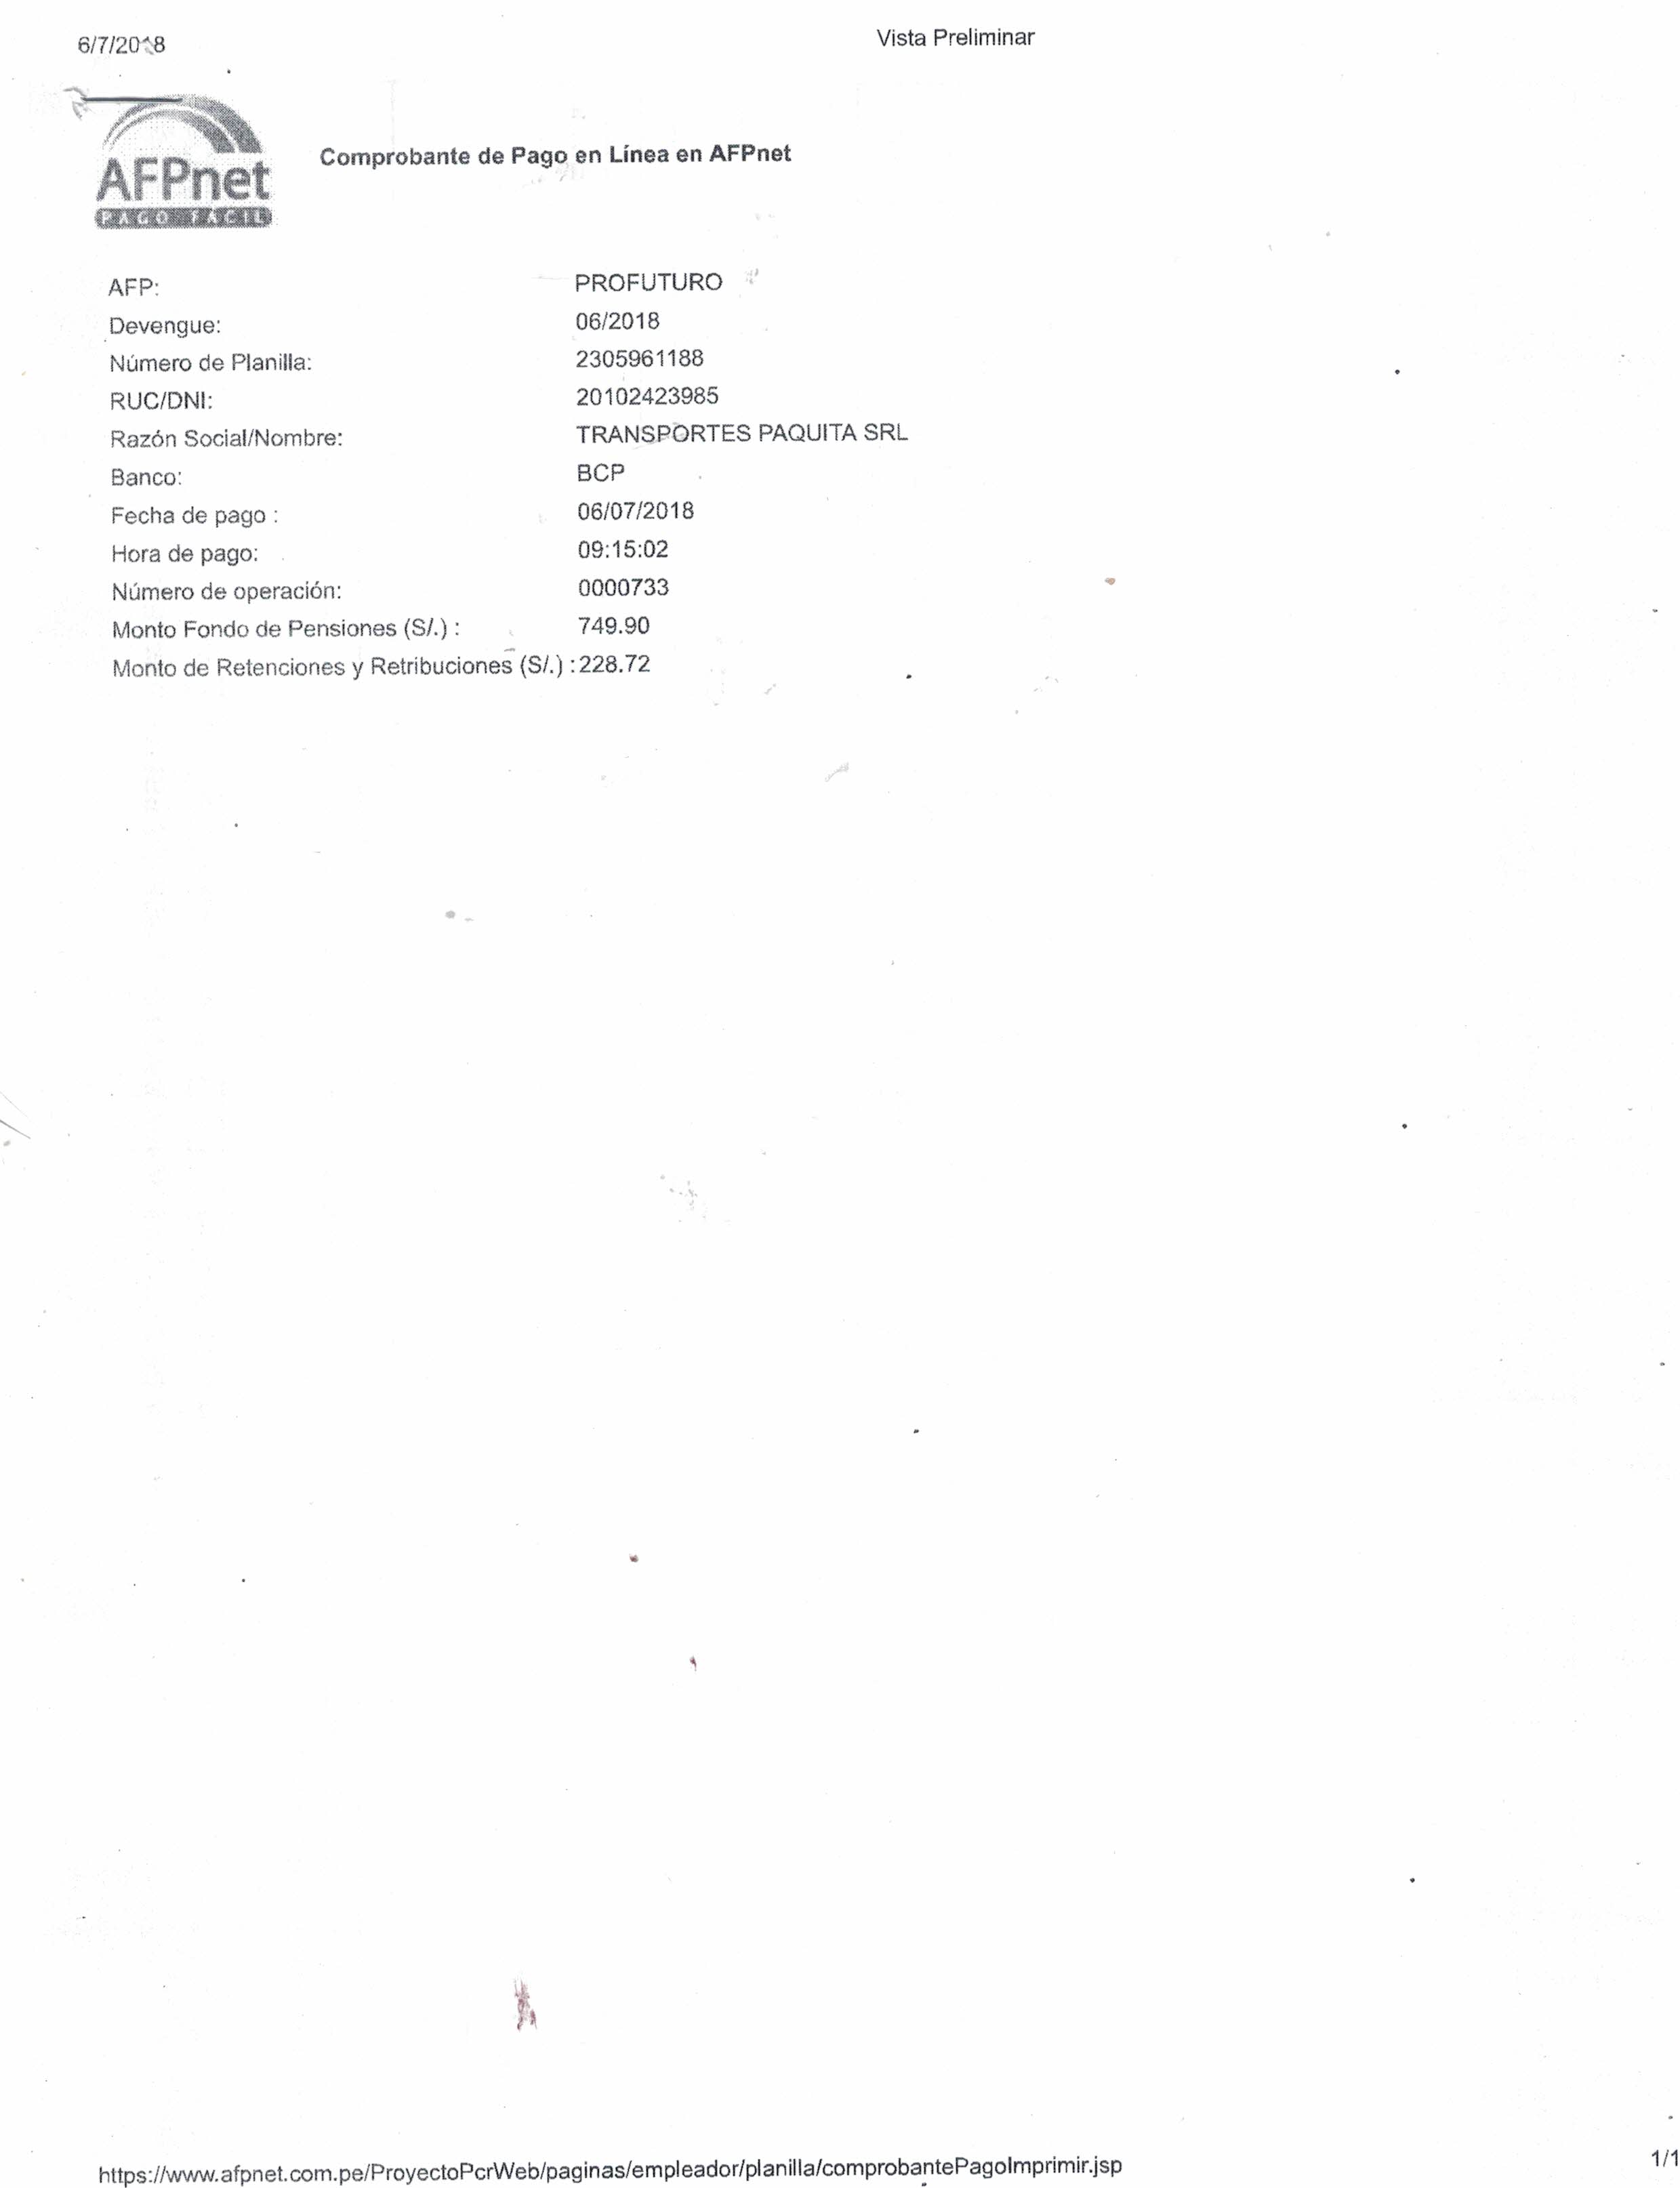 6/7/2018
Vista Preliminar
AFPnet
PAGO FACIL
Comprobante de Pago en Línea en AFPnet
AFP: PROFUTURO
Devengue: 06/2018
Número de Planilla: 2305961188
RUC/DNI: 20102423985
Razón Social/Nombre: TRANSPORTES PAQUITA SRL
Banco: BCP
Fecha de pago : 06/07/2018
Hora de pago: 09:15:02
Número de operación: 0000733
Monto Fondo de Pensiones (S/.) : 749.90
Monto de Retenciones y Retribuciones (S/.) : 228.72
https://www.afpnet.com.pe/ProyectoPcrWeb/paginas/empleador/planilla/comprobantePagoImprimir.jsp
1/1